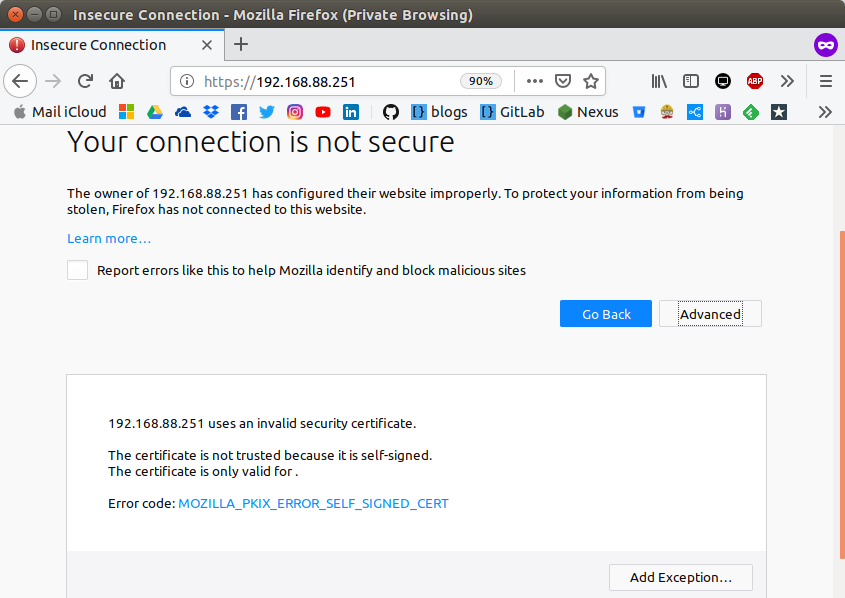 Insecure Connection - Mozilla Firefox (Private Browsing)
Insecure Connection
https://192.168.88.251
90%
ABP
Mail iCloud
blogs
GitLab
Nexus
Your connection is not secure
The owner of 192.168.88.251 has configured their website improperly. To protect your information from being
stolen, Firefox has not connected to this website.
Learn more…
Report errors like this to help Mozilla identify and block malicious sites
Go Back
Advanced
192.168.88.251 uses an invalid security certificate.
The certificate is not trusted because it is self-signed.
The certificate is only valid for .
Error code: MOZILLA_PKIX_ERROR_SELF_SIGNED_CERT
Add Exception…